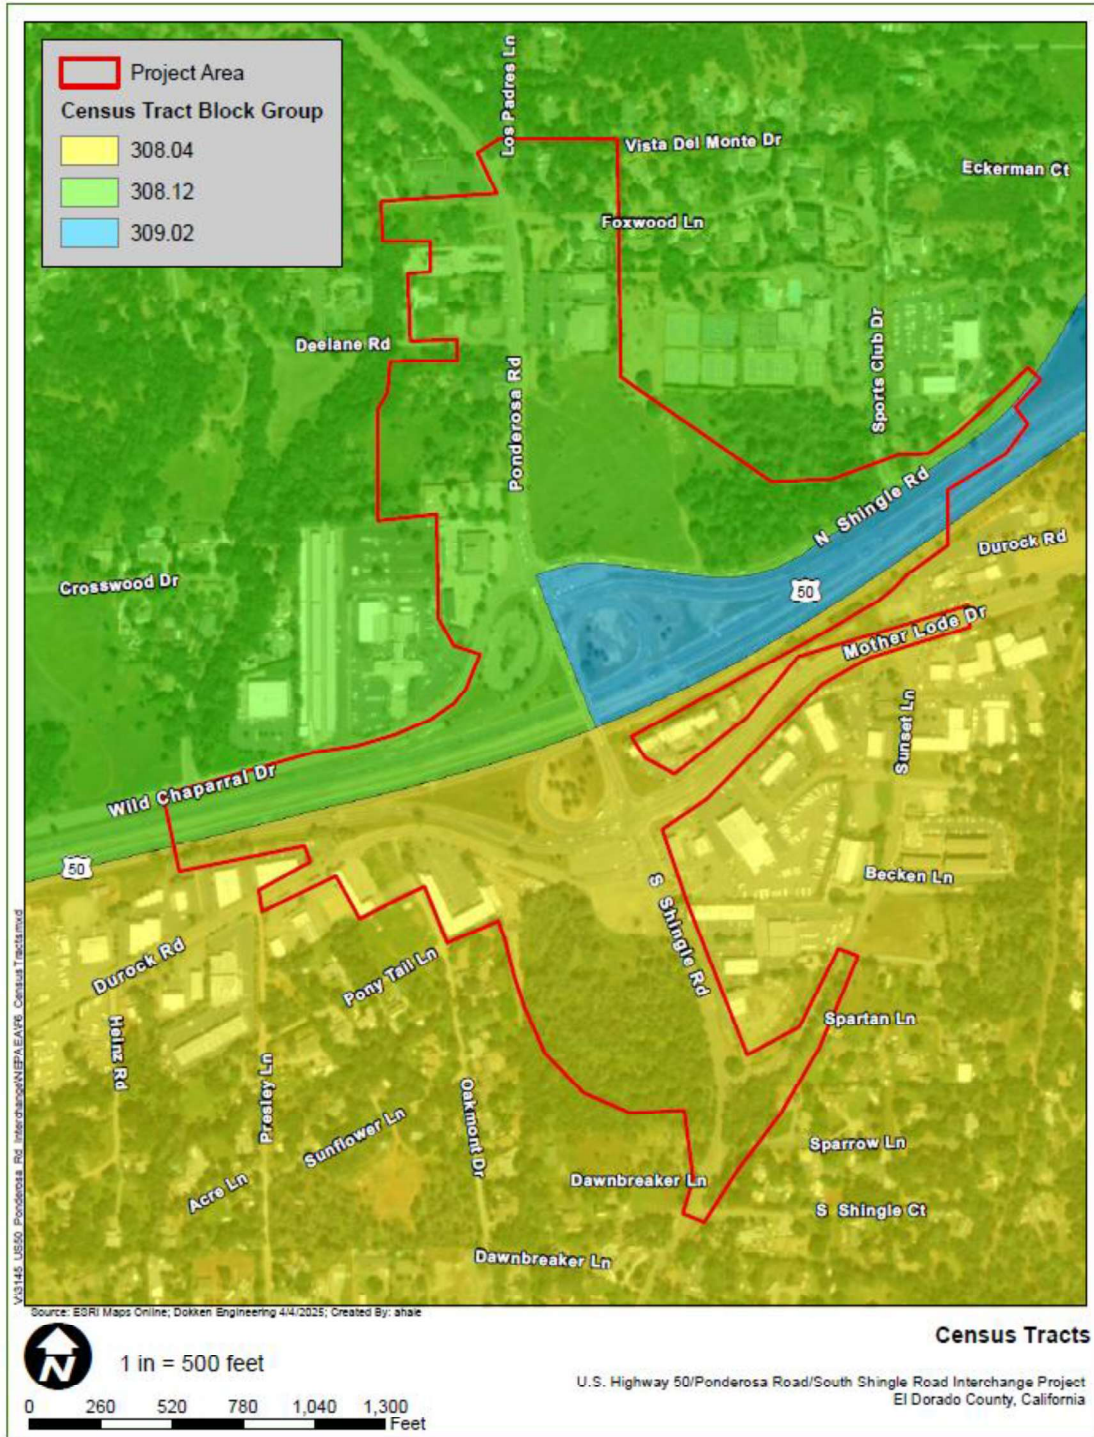 Project Area
Census Tract Block Group
308.04
308.12
309.02
Los Padres Ln
Vista Del Monte Dr
Eckerman Ct
Foxwood Ln
Deelane Rd
Sports Club Dr
Ponderosa Rd
N Shingle Rd
Durock Rd
Crosswood Dr
50
Mother Lode Dr
Sunset Ln
Wild Chaparral Dr
50
Becken Ln
S Shingle Rd
Durock Rd
Pony Tail Ln
Spartan Ln
Heinz Rd
Presley Ln
Sunflower Ln
Oakmont Dr
Sparrow Ln
Acre Ln
Dawnbreaker Ln
S Shingle Ct
Dawnbreaker Ln
Source: ESRI Maps Online; Dokken Engineering 4/4/2025; Created By: ahale
N
1 in = 500 feet
0 260 520 780 1,040 1,300
Feet
Census Tracts
U.S. Highway 50/Ponderosa Road/South Shingle Road Interchange Project
El Dorado County, California